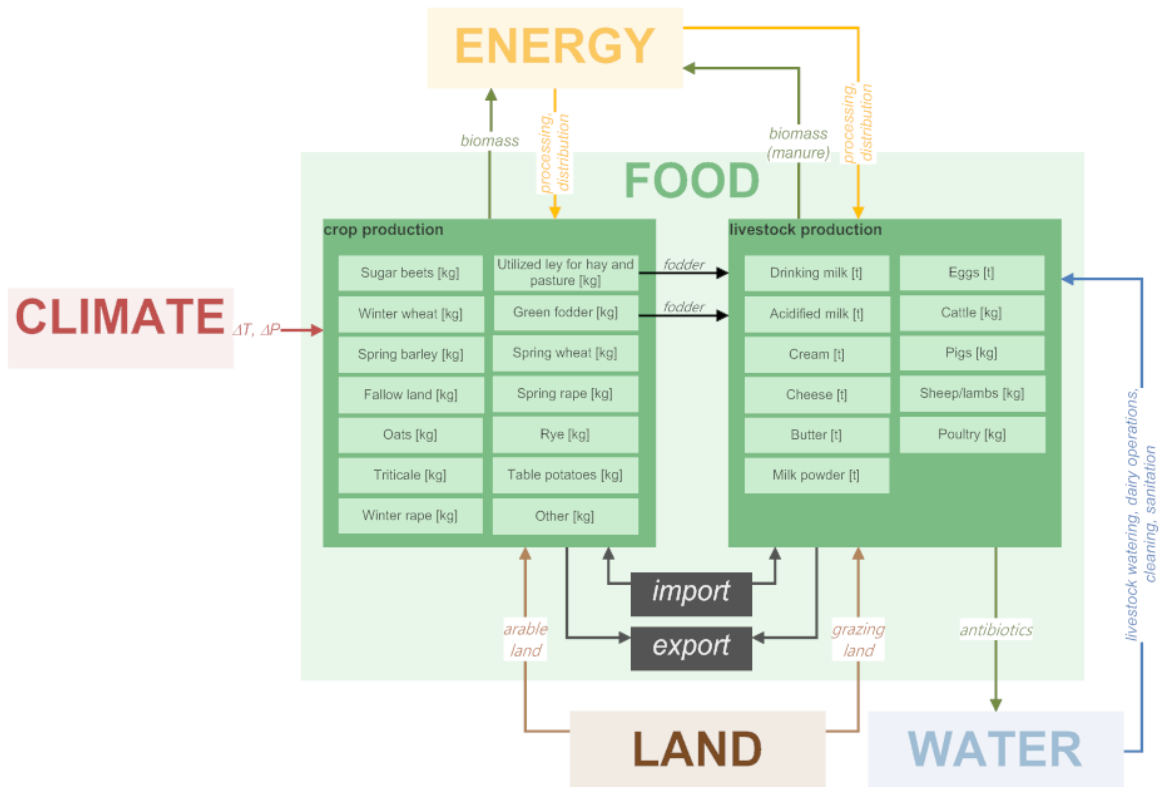 ENERGY
biomass
processing,
distribution
biomass
(manure)
processing,
distribution
FOOD
crop production
Sugar beets [kg]
Winter wheat [kg]
Spring barley [kg]
Fallow land [kg]
Oats [kg]
Triticale [kg]
Winter rape [kg]
Utilized ley for hay and
pasture [kg]
Green fodder [kg]
Spring wheat [kg]
Spring rape [kg]
Rye [kg]
Table potatoes [kg]
Other [kg]
fodder
fodder
livestock production
Drinking milk [t]
Acidified milk [t]
Cream [t]
Cheese [t]
Butter [t]
Milk powder [t]
Eggs [t]
Cattle [kg]
Pigs [kg]
Sheep/lambs [kg]
Poultry [kg]
CLIMATE
ΔT, ΔP
livestock watering, dairy operations,
cleaning, sanitation
import
export
arable
land
grazing
land
antibiotics
LAND
WATER